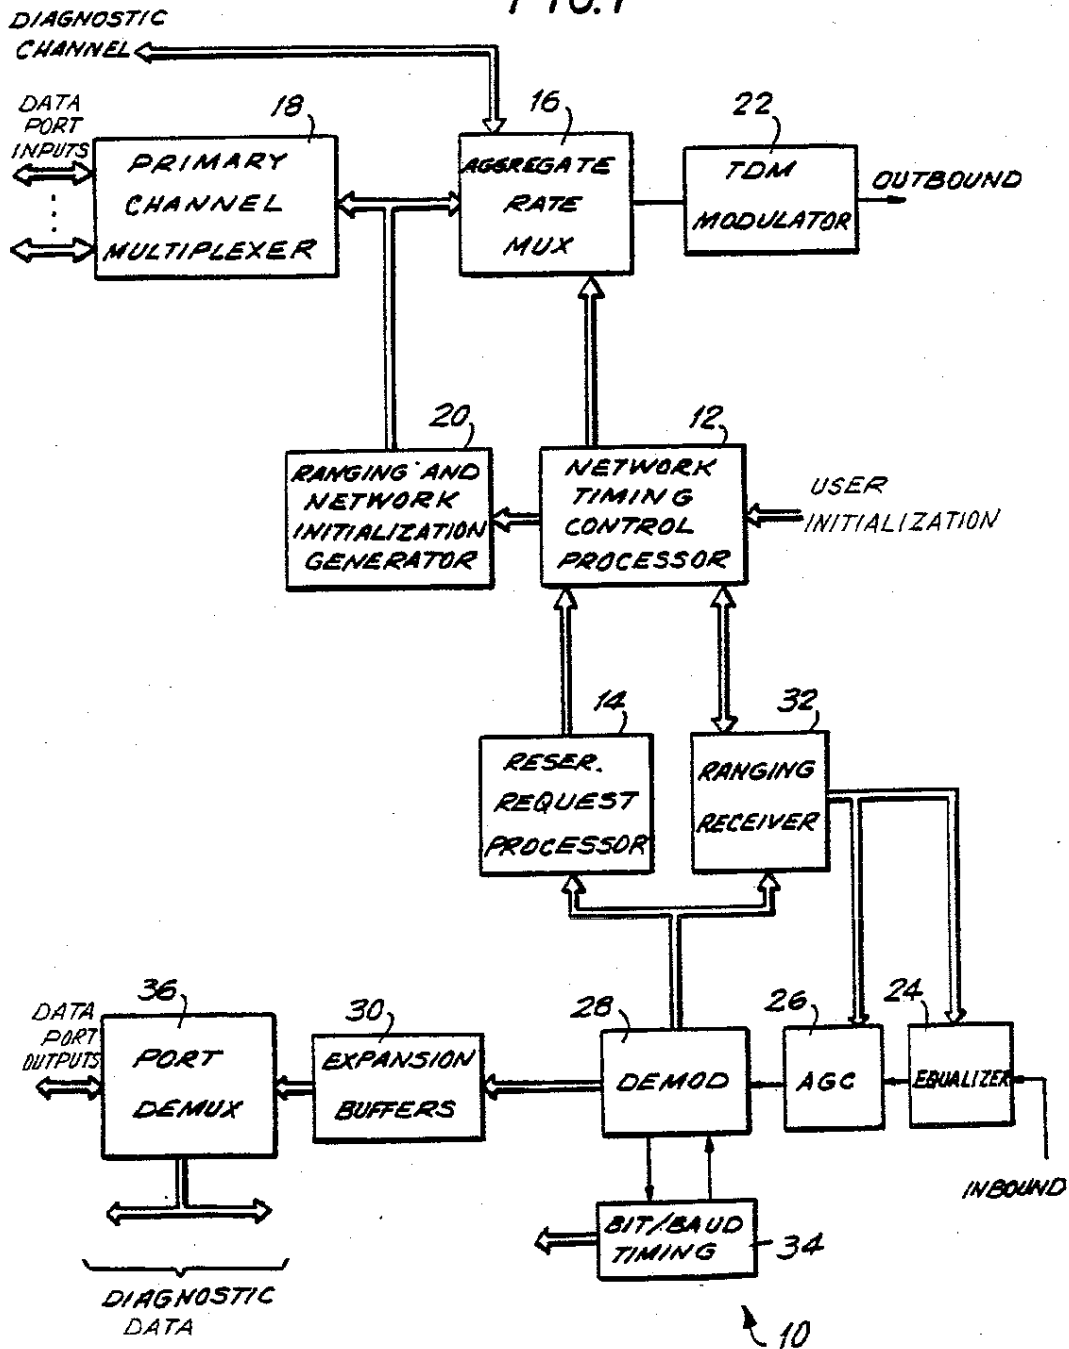 FIG.1
DIAGNOSTIC
CHANNEL
DATA
PORT
INPUTS
18
PRIMARY
CHANNEL
MULTIPLEXER
16
AGGREGATE
RATE
MUX
22
TDM
MODULATOR
OUTBOUND
20
RANGING AND
NETWORK
INITIALIZATION
GENERATOR
12
NETWORK
TIMING
CONTROL
PROCESSOR
USER
INITIALIZATION
14
RESER.
REQUEST
PROCESSOR
32
RANGING
RECEIVER
DATA
PORT
OUTPUTS
36
PORT
DEMUX
30
EXPANSION
BUFFERS
28
DEMOD
26
AGC
24
EQUALIZER
INBOUND
BIT/BAUD
TIMING
34
DIAGNOSTIC
DATA
10